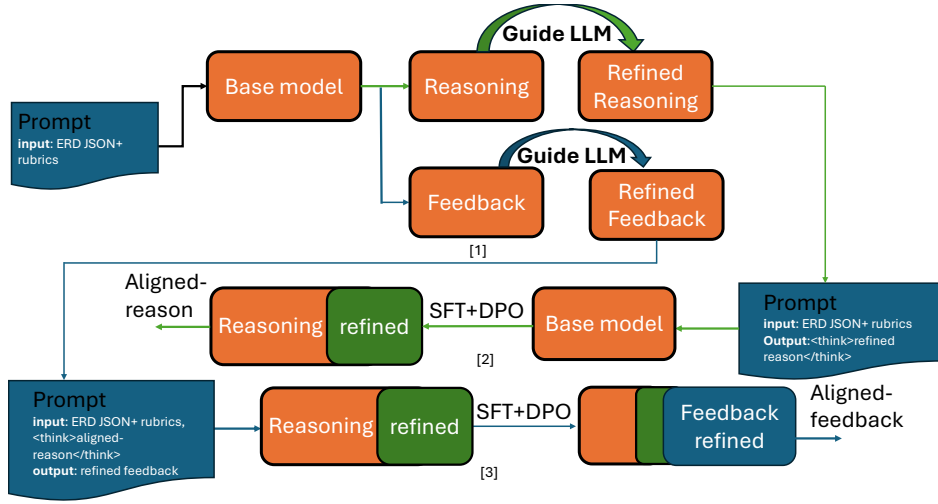 Guide LLM
Base model
Reasoning
Refined
Reasoning
Prompt
input: ERD JSON+
rubrics
Guide LLM
Feedback
Refined
Feedback
[1]
Aligned-
reason
Reasoning
refined
SFT+DPO
Base model
Prompt
input: ERD JSON+ rubrics
Output:<think>refined
reason</think>
[2]
Prompt
input: ERD JSON+ rubrics,
<think>aligned-
reason</think>
output: refined feedback
Reasoning
refined
SFT+DPO
Feedback
refined
Aligned-
feedback
[3]